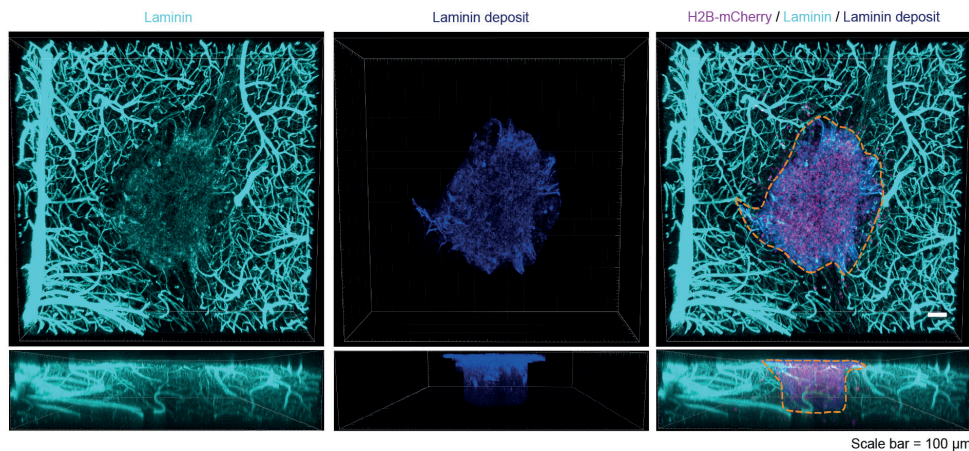 Laminin
Laminin deposit
H2B-mCherry / Laminin / Laminin deposit
Scale bar = 100 µm